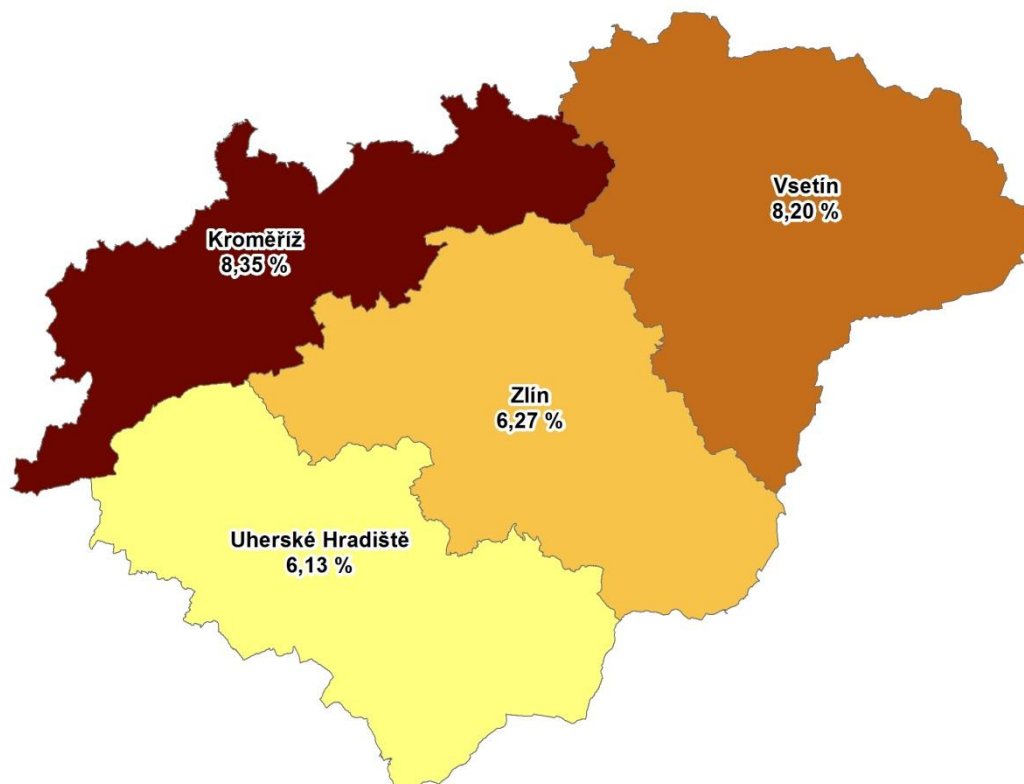 Vsetín
8,20 %
Kroměříž
8,35 %
Zlín
6,27 %
Uherské Hradiště
6,13 %